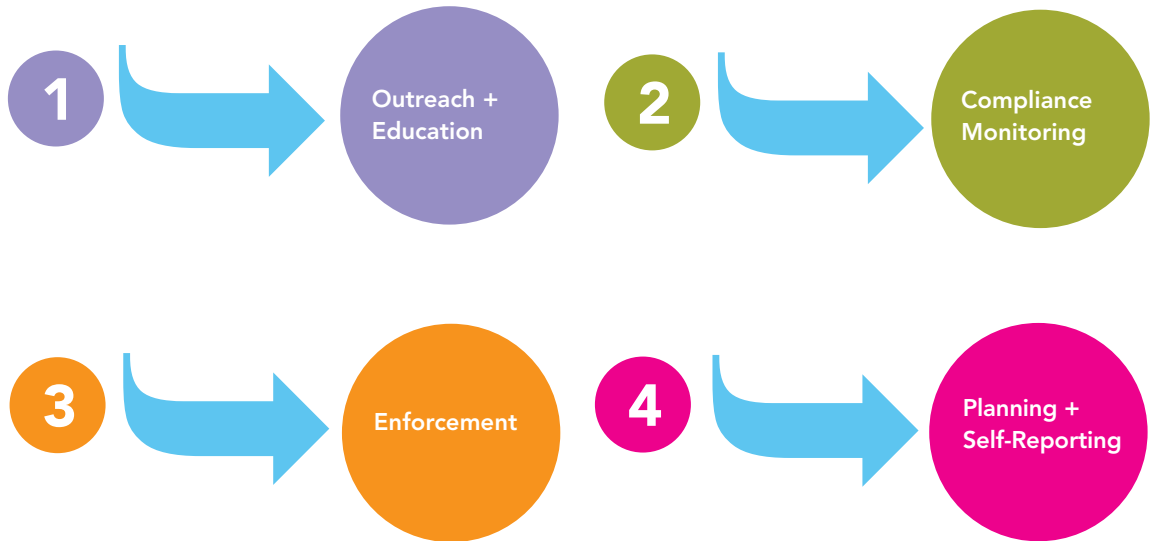 1
Outreach +
Education
2
Compliance
Monitoring
3
Enforcement
4
Planning +
Self-Reporting